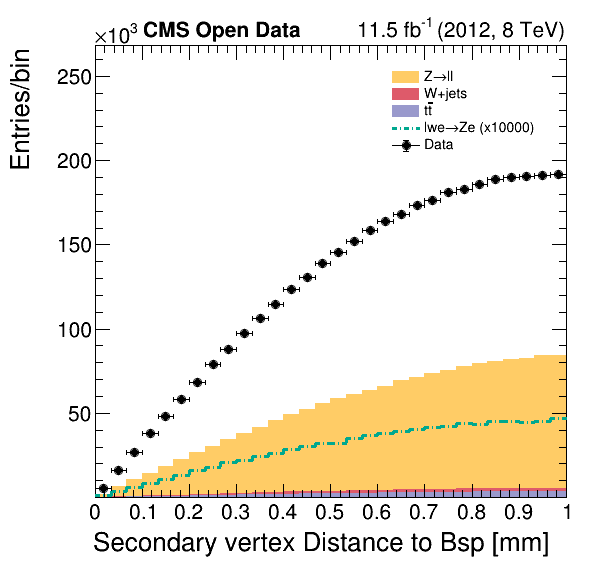 ×10³ CMS Open Data 11.5 fb⁻¹ (2012, 8 TeV)
Entries/bin
250
200
150
100
50
Z→ll
W+jets
tt̄
lwe→Ze (x10000)
Data
0 0.1 0.2 0.3 0.4 0.5 0.6 0.7 0.8 0.9 1
Secondary vertex Distance to Bsp [mm]